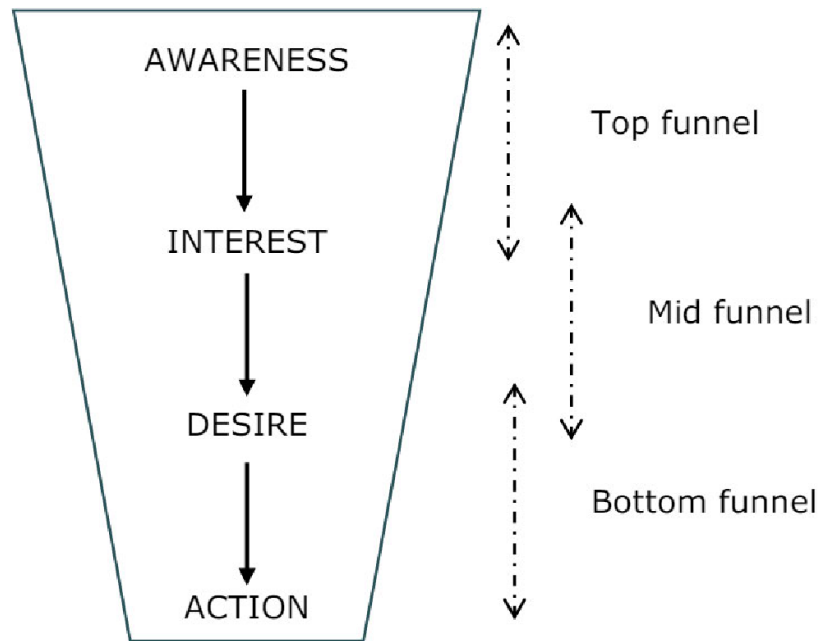 AWARENESS
Top funnel
INTEREST
Mid funnel
DESIRE
Bottom funnel
ACTION